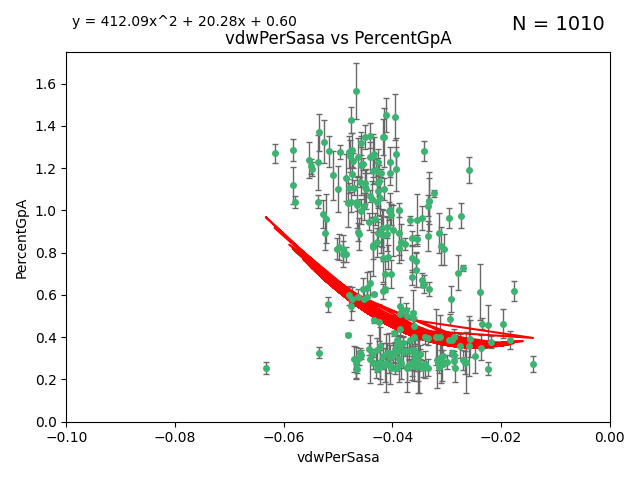 y = 412.09x^2 + 20.28x + 0.60
N = 1010
vdwPerSasa vs PercentGpA
1.6
1.4
1.2
1.0
0.8
0.6
0.4
0.2
0.0
PercentGpA
−0.10 −0.08 −0.06 −0.04 −0.02 0.00
vdwPerSasa